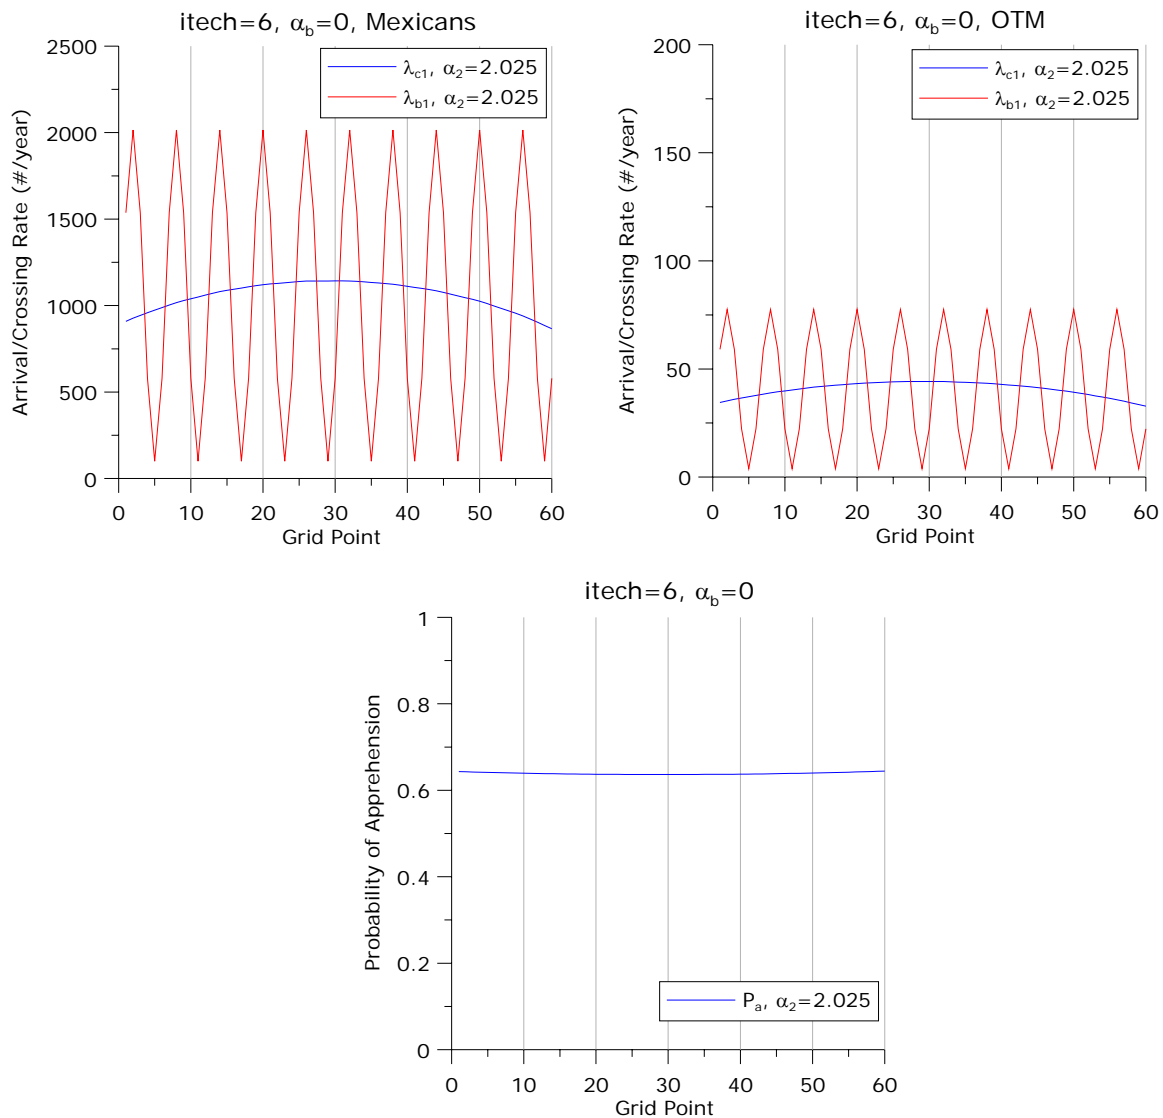 itech=6, αb=0, Mexicans
2500
2000
1500
1000
500
0
Arrival/Crossing Rate (#/year)
λc1, α2=2.025
λb1, α2=2.025
0 10 20 30 40 50 60
Grid Point
itech=6, αb=0, OTM
200
150
100
50
0
Arrival/Crossing Rate (#/year)
λc1, α2=2.025
λb1, α2=2.025
0 10 20 30 40 50 60
Grid Point
itech=6, αb=0
1
0.8
0.6
0.4
0.2
0
Probability of Apprehension
Pa, α2=2.025
0 10 20 30 40 50 60
Grid Point